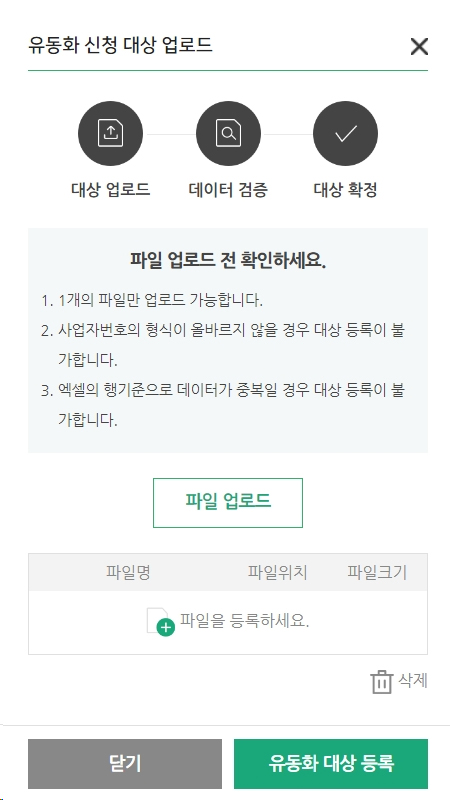 유동화 신청 대상 업로드
대상 업로드 데이터 검증 대상 확정
파일 업로드 전 확인하세요.
1. 1개의 파일만 업로드 가능합니다.
2. 사업자번호의 형식이 올바르지 않을 경우 대상 등록이 불
가합니다.
3. 엑셀의 행기준으로 데이터가 중복일 경우 대상 등록이 불
가합니다.
파일 업로드
파일명 파일위치 파일크기
파일을 등록하세요.
삭제
닫기 유동화 대상 등록